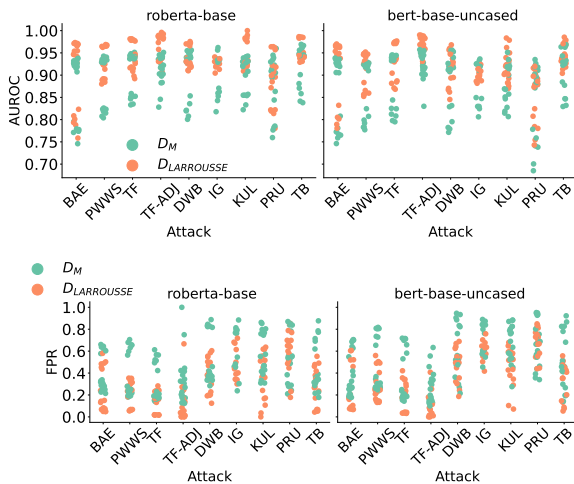 roberta-base
bert-base-uncased
AUROC
1.00
0.95
0.90
0.85
0.80
0.75
0.70
D_M
D_LARROUSSE
BAE PWWS TF TF-ADJ DWB IG KUL PRU TB
BAE PWWS TF TF-ADJ DWB IG KUL PRU TB
Attack
Attack
D_M
D_LARROUSSE
roberta-base
bert-base-uncased
FPR
1.0
0.8
0.6
0.4
0.2
0.0
BAE PWWS TF TF-ADJ DWB IG KUL PRU TB
BAE PWWS TF TF-ADJ DWB IG KUL PRU TB
Attack
Attack